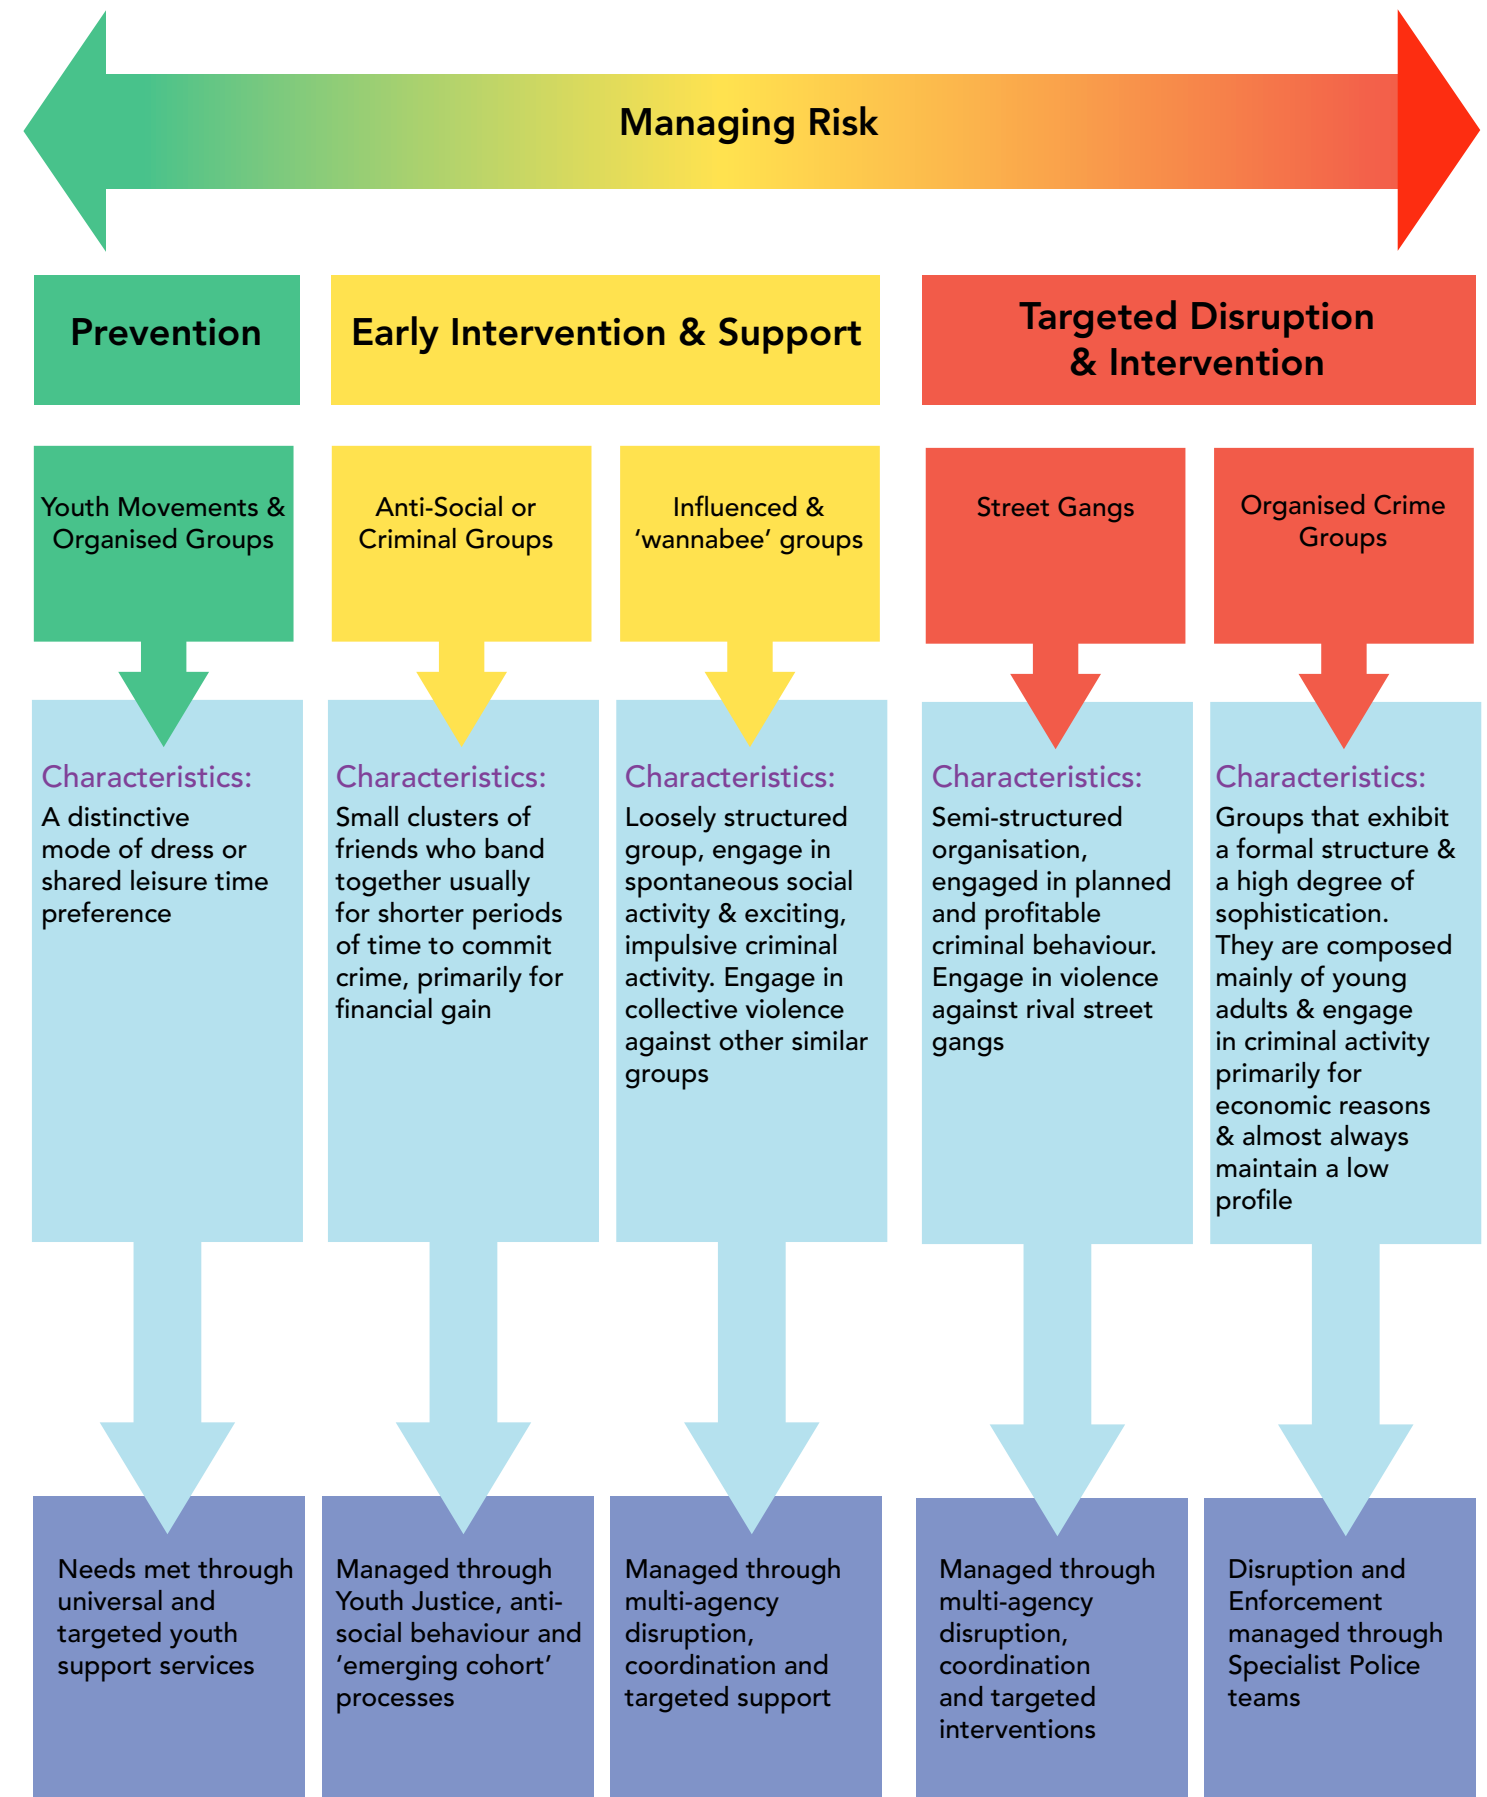 Managing Risk
Prevention
Early Intervention & Support
Targeted Disruption
& Intervention
Youth Movements &
Organised Groups
Anti-Social or
Criminal Groups
Influenced &
‘wannabee’ groups
Street Gangs
Organised Crime
Groups
Characteristics:
A distinctive
mode of dress or
shared leisure time
preference
Characteristics:
Small clusters of
friends who band
together usually
for shorter periods
of time to commit
crime, primarily for
financial gain
Characteristics:
Loosely structured
group, engage in
spontaneous social
activity & exciting,
impulsive criminal
activity. Engage in
collective violence
against other similar
groups
Characteristics:
Semi-structured
organisation,
engaged in planned
and profitable
criminal behaviour.
Engage in violence
against rival street
gangs
Characteristics:
Groups that exhibit
a formal structure &
a high degree of
sophistication.
They are composed
mainly of young
adults & engage
in criminal activity
primarily for
economic reasons
& almost always
maintain a low
profile
Needs met through
universal and
targeted youth
support services
Managed through
Youth Justice, anti-
social behaviour and
‘emerging cohort’
processes
Managed through
multi-agency
disruption,
coordination and
targeted support
Managed through
multi-agency
disruption,
coordination
and targeted
interventions
Disruption and
Enforcement
managed through
Specialist Police
teams